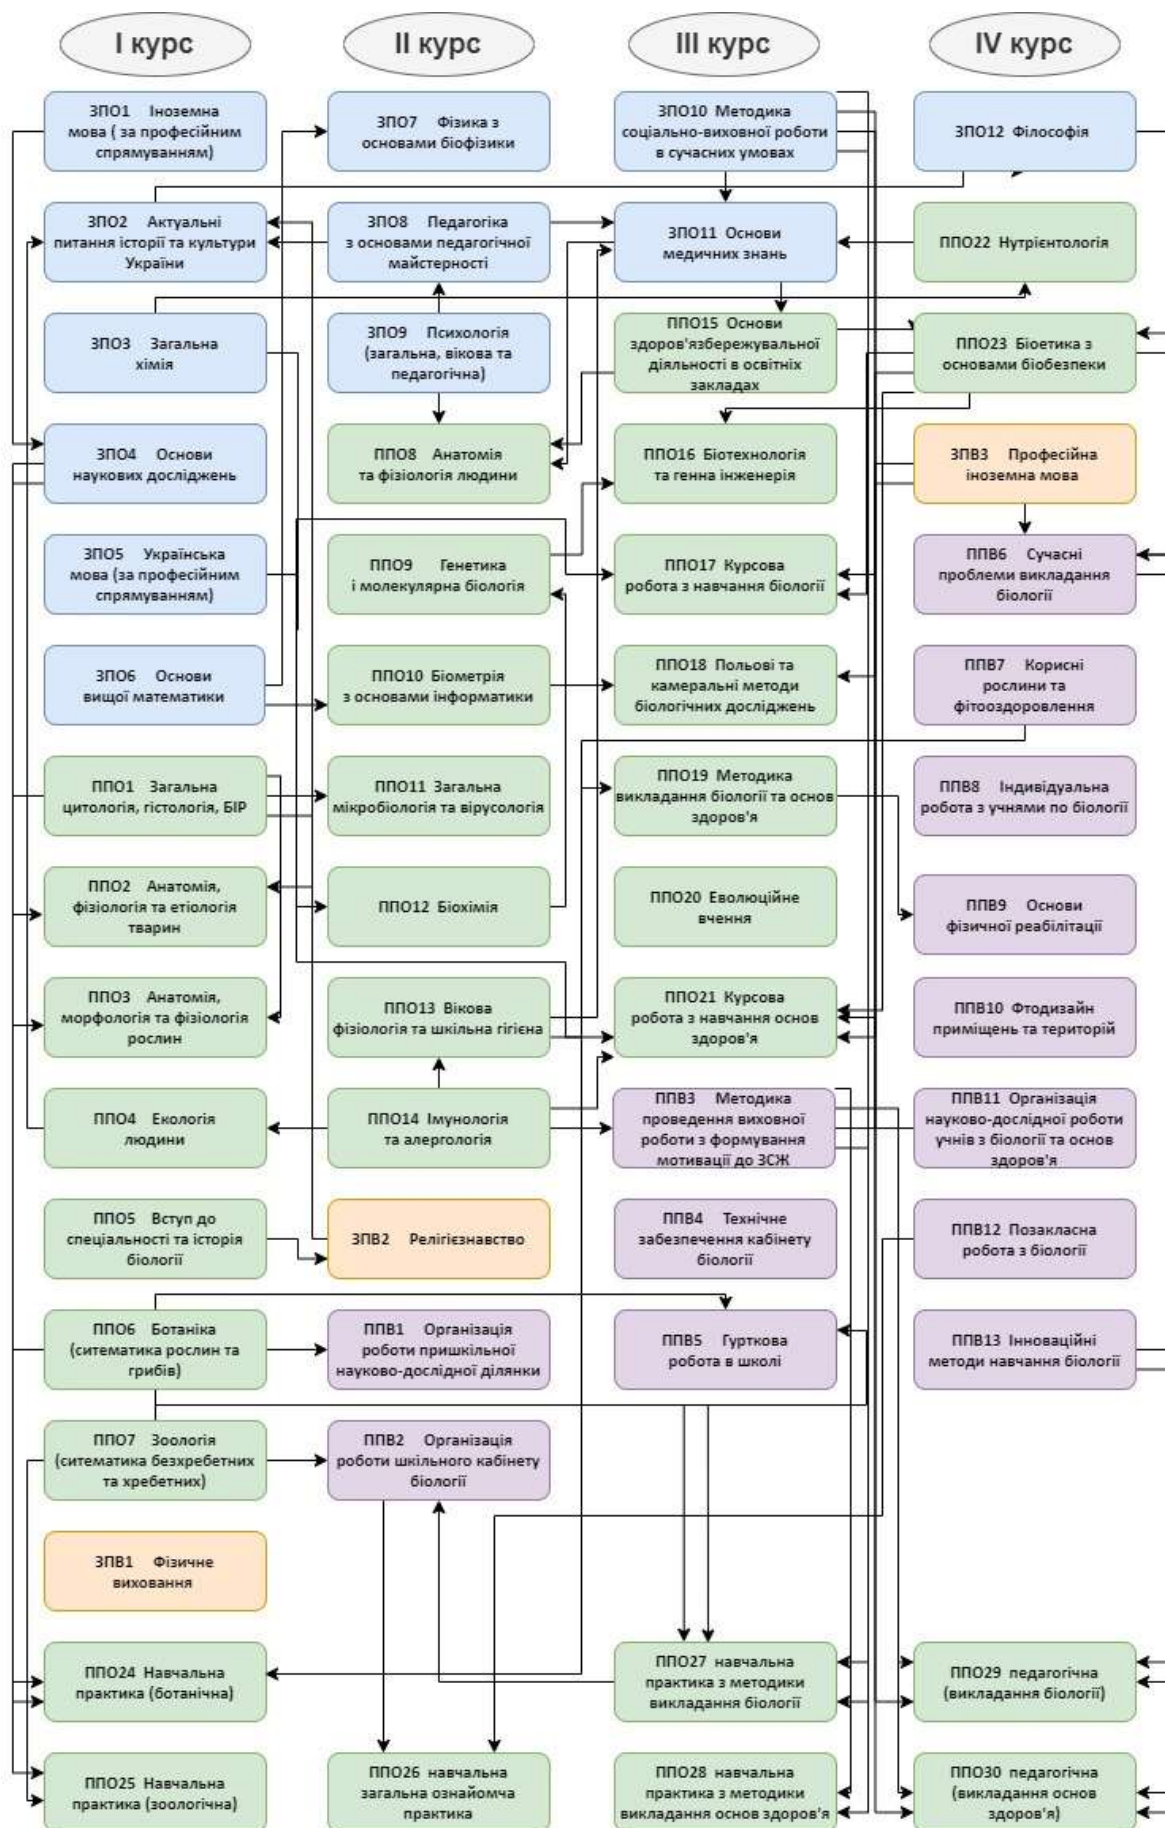 I курс
II курс
III курс
IV курс
ЗПО1 Іноземна
мова ( за професійним
спрямуванням)
ЗПО7 Фізика з
основами біофізики
ЗПО10 Методика
соціально-виховної роботи
в сучасних умовах
ЗПО12 Філософія
ЗПО2 Актуальні
питання історії та культури
України
ЗПО8 Педагогіка
з основами педагогічної
майстерності
ЗПО11 Основи
медичних знань
ППО22 Нутрієнтологія
ЗПО3 Загальна
хімія
ЗПО9 Психологія
(загальна, вікова та
педагогічна)
ППО15 Основи
здоров'язбережувальної
діяльності в освітніх
закладах
ППО23 Біоетика з
основами біобезпеки
ЗПО4 Основи
наукових досліджень
ППО8 Анатомія
та фізіологія людини
ППО16 Біотехнологія
та генна інженерія
ЗПВ3 Професійна
іноземна мова
ЗПО5 Українська
мова (за професійним
спрямуванням)
ППО9 Генетика
і молекулярна біологія
ППО17 Курсова
робота з навчання біології
ППВ6 Сучасні
проблеми викладання
біології
ЗПО6 Основи
вищої математики
ППО10 Біометрія
з основами інформатики
ППО18 Польові та
камеральні методи
біологічних досліджень
ППВ7 Корисні
рослини та
фітооздоровлення
ППО1 Загальна
цитологія, гістологія, БІР
ППО11 Загальна
мікробіологія та вірусологія
ППО19 Методика
викладання біології та основ
здоров'я
ППВ8 Індивідуальна
робота з учнями по біології
ППО2 Анатомія,
фізіологія та етіологія
тварин
ППО12 Біохімія
ППО20 Еволюційне
вчення
ППВ9 Основи
фізичної реабілітації
ППО3 Анатомія,
морфологія та фізіологія
рослин
ППО13 Вікова
фізіологія та шкільна гігієна
ППО21 Курсова
робота з навчання основ
здоров'я
ППВ10 Фтодизайн
приміщень та територій
ППО4 Екологія
людини
ППО14 Імунологія
та алергологія
ППВ3 Методика
проведення виховної
роботи з формування
мотивації до ЗСЖ
ППВ11 Організація
науково-дослідної роботи
учнів з біології та основ
здоров'я
ППО5 Вступ до
спеціальності та історія
біології
ЗПВ2 Релігієзнавство
ППВ4 Технічне
забезпечення кабінету
біології
ППВ12 Позакласна
робота з біології
ППО6 Ботаніка
(ситематика рослин та
грибів)
ППВ1 Організація
роботи пришкільної
науково-дослідної ділянки
ППВ5 Гурткова
робота в школі
ППВ13 Інноваційні
методи навчання біології
ППО7 Зоологія
(ситематика безхребетних
та хребетних)
ППВ2 Організація
роботи шкільного кабінету
біології
ЗПВ1 Фізичне
виховання
ППО24 Навчальна
практика (ботанічна)
ППО27 навчальна
практика з методики
викладання біології
ППО29 педагогічна
(викладання біології)
ППО25 Навчальна
практика (зоологічна)
ППО26 навчальна
загальна ознайомча
практика
ППО28 навчальна
практика з методики
викладання основ здоров'я
ППО30 педагогічна
(викладання основ
здоров'я)